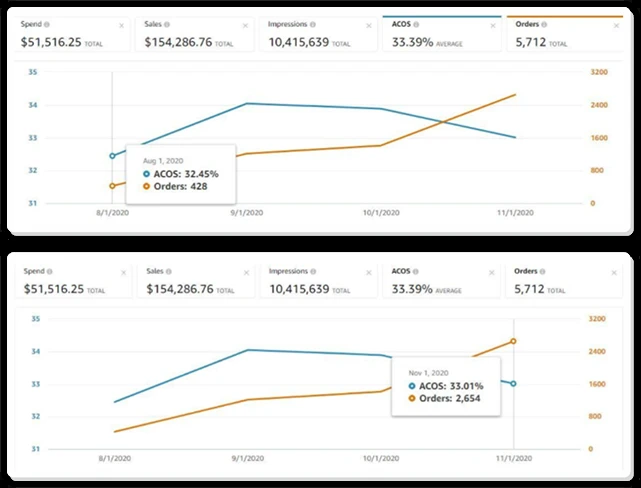 Spend Sales Impressions ACOS Orders
$51,516.25 TOTAL $154,286.76 TOTAL 10,415,639 TOTAL 33.39% AVERAGE 5,712 TOTAL
35 3200
34 2400
33 1600
32 800
31 0
Aug 1, 2020
ACOS: 32.45%
Orders: 428
8/1/2020 9/1/2020 10/1/2020 11/1/2020
Spend Sales Impressions ACOS Orders
$51,516.25 TOTAL $154,286.76 TOTAL 10,415,639 TOTAL 33.39% AVERAGE 5,712 TOTAL
35 3200
34 2400
33 1600
32 800
31 0
Nov 1, 2020
ACOS: 33.01%
Orders: 2,654
8/1/2020 9/1/2020 10/1/2020 11/1/2020